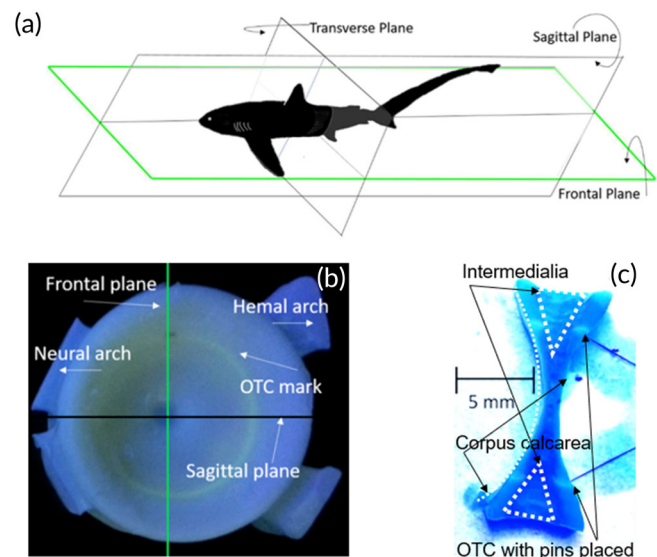 (a)
Transverse Plane
Sagittal Plane
Frontal Plane
(b)
Frontal plane
Hemal arch
Neural arch
OTC mark
Sagittal plane
(c)
Intermedialia
5 mm
Corpus calcarea
OTC with pins placed